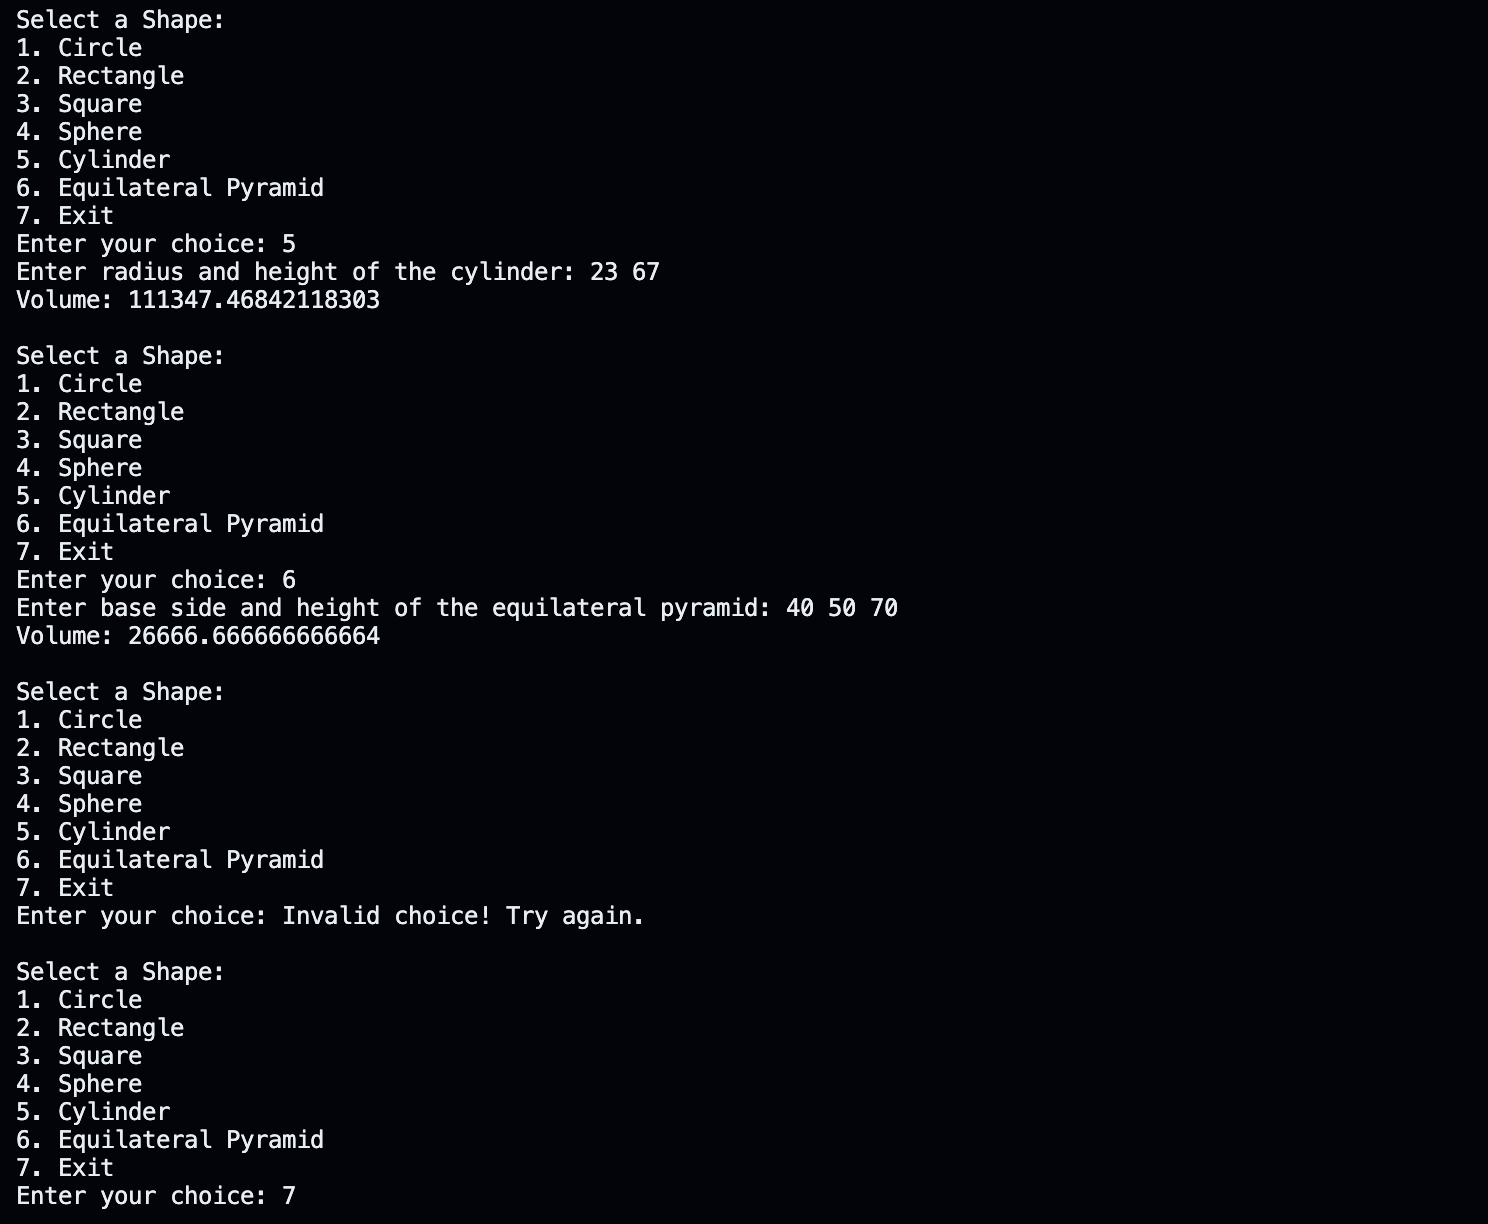 Select a Shape:
1. Circle
2. Rectangle
3. Square
4. Sphere
5. Cylinder
6. Equilateral Pyramid
7. Exit
Enter your choice: 5
Enter radius and height of the cylinder: 23 67
Volume: 111347.46842118303

Select a Shape:
1. Circle
2. Rectangle
3. Square
4. Sphere
5. Cylinder
6. Equilateral Pyramid
7. Exit
Enter your choice: 6
Enter base side and height of the equilateral pyramid: 40 50 70
Volume: 26666.666666666664

Select a Shape:
1. Circle
2. Rectangle
3. Square
4. Sphere
5. Cylinder
6. Equilateral Pyramid
7. Exit
Enter your choice: Invalid choice! Try again.

Select a Shape:
1. Circle
2. Rectangle
3. Square
4. Sphere
5. Cylinder
6. Equilateral Pyramid
7. Exit
Enter your choice: 7